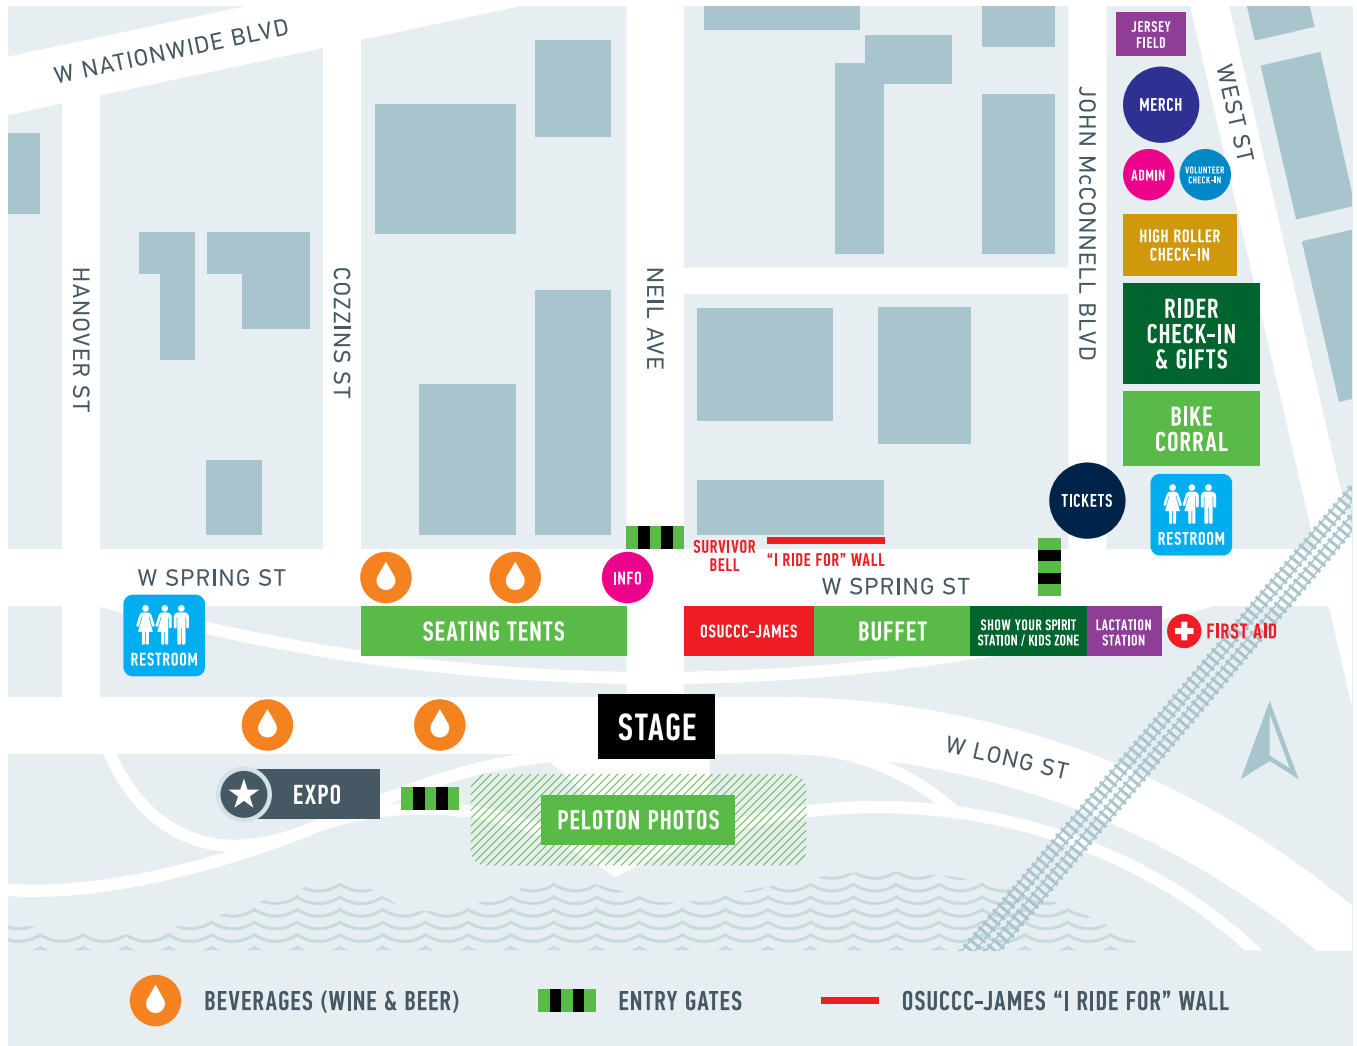 W NATIONWIDE BLVD
JERSEY
FIELD
MERCH
WEST ST
JOHN McCONNELL BLVD
ADMIN
VOLUNTEER
CHECK-IN
HIGH ROLLER
CHECK-IN
HANOVER ST
COZZINS ST
NEIL AVE
RIDER
CHECK-IN
& GIFTS
BIKE
CORRAL
TICKETS
RESTROOM
SURVIVOR
BELL
"I RIDE FOR" WALL
W SPRING ST
INFO
W SPRING ST
RESTROOM
SEATING TENTS
OSUCCC-JAMES
BUFFET
SHOW YOUR SPIRIT
STATION / KIDS ZONE
LACTATION
STATION
FIRST AID
STAGE
W LONG ST
EXPO
PELOTON PHOTOS
BEVERAGES (WINE & BEER)
ENTRY GATES
OSUCCC-JAMES "I RIDE FOR" WALL